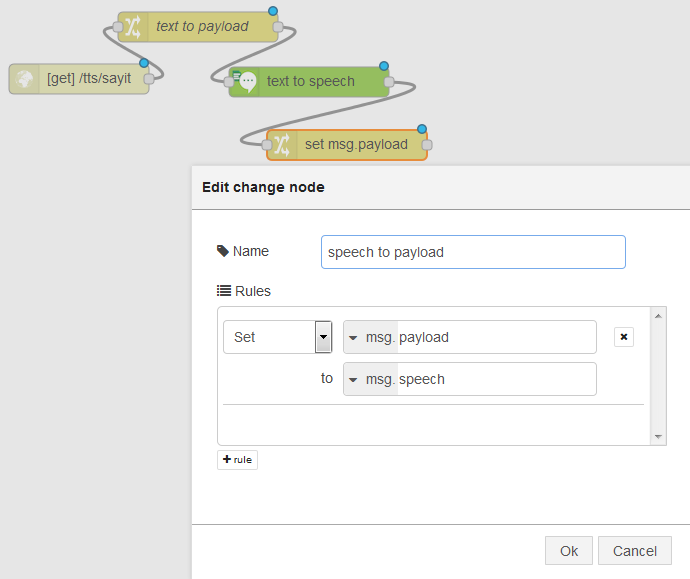 text to payload
[get] /tts/sayit
text to speech
set msg.payload
Edit change node
Name
speech to payload
Rules
Set
msg. payload
to
msg. speech
rule
Ok
Cancel